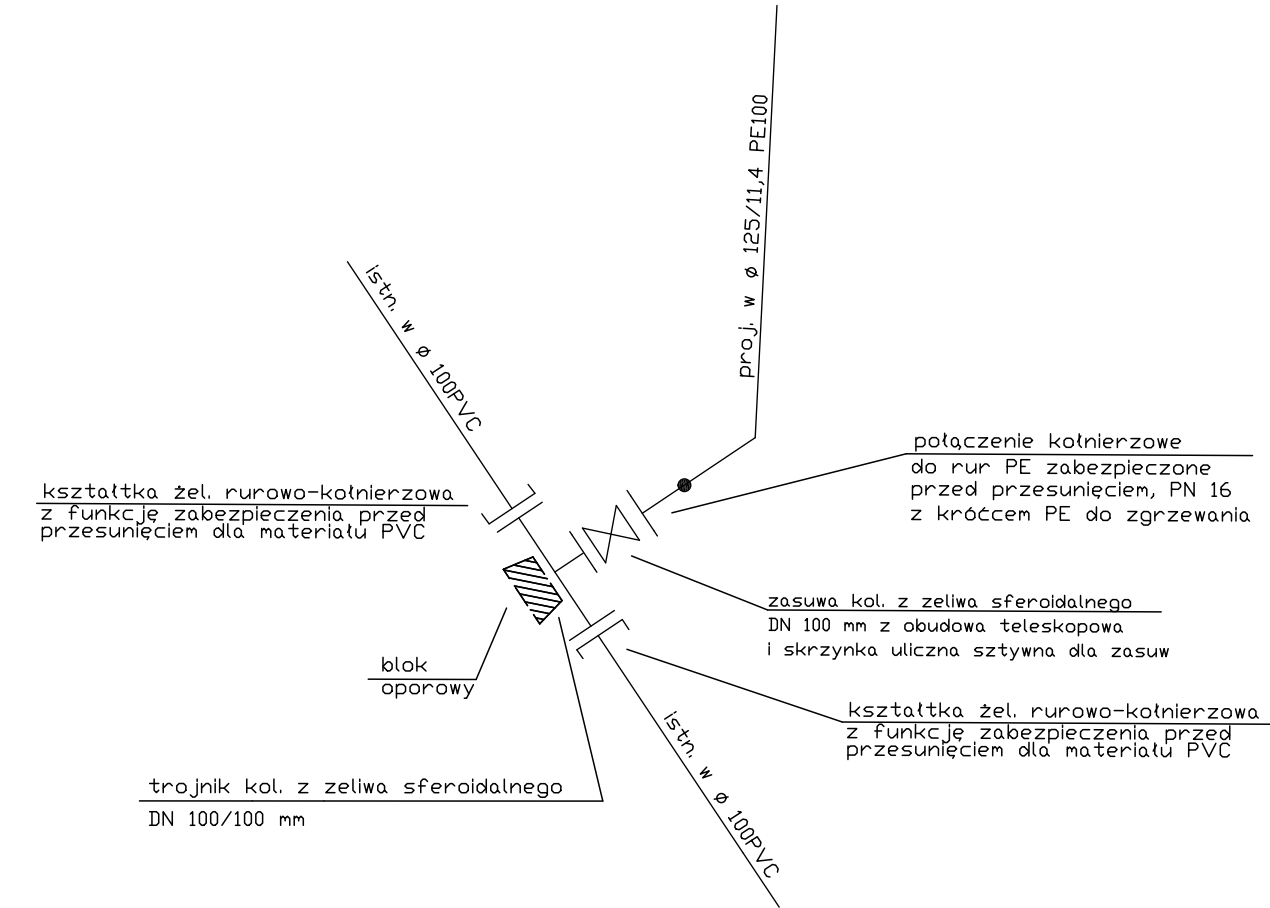 proj. w ø 125/11,4 PE100
istn. w ø 100PVC
połączenie kołnierzowe
do rur PE zabezpieczone
przed przesunięciem, PN 16
z króćcem PE do zgrzewania
kształtka żel. rurowo-kołnierzowa
z funkcję zabezpieczenia przed
przesunięciem dla materiału PVC
zasuwa kol. z zeliwa sferoidalnego
DN 100 mm z obudowa teleskopowa
i skrzynka uliczna sztywna dla zasuw
blok
oporowy
kształtka żel. rurowo-kołnierzowa
z funkcję zabezpieczenia przed
przesunięciem dla materiału PVC
istn. w ø 100PVC
trojnik kol. z zeliwa sferoidalnego
DN 100/100 mm